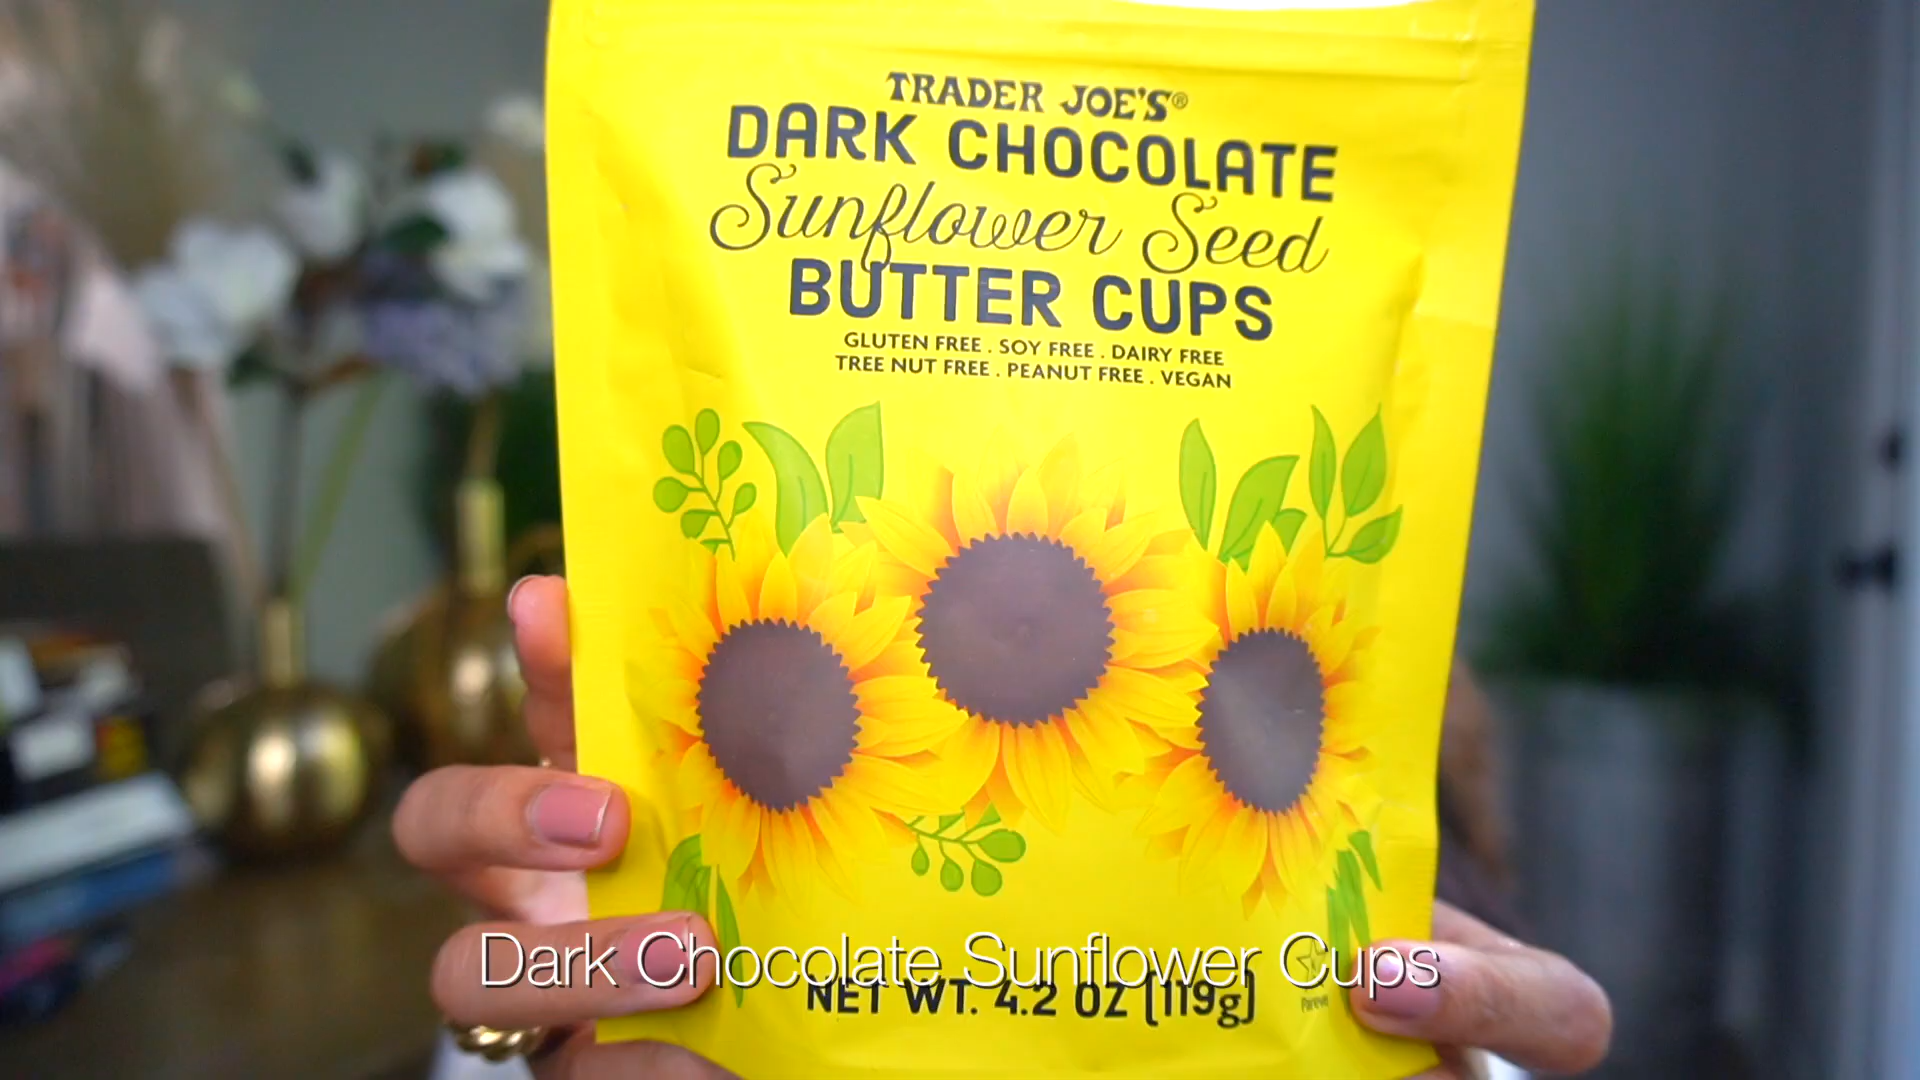 TRADER JOE'S®
DARK CHOCOLATE
Sunflower Seed
BUTTER CUPS
GLUTEN FREE . SOY FREE . DAIRY FREE
TREE NUT FREE . PEANUT FREE . VEGAN
Dark Chocolate Sunflower Cups
NET WT. 4.2 OZ (119g)
Pareve